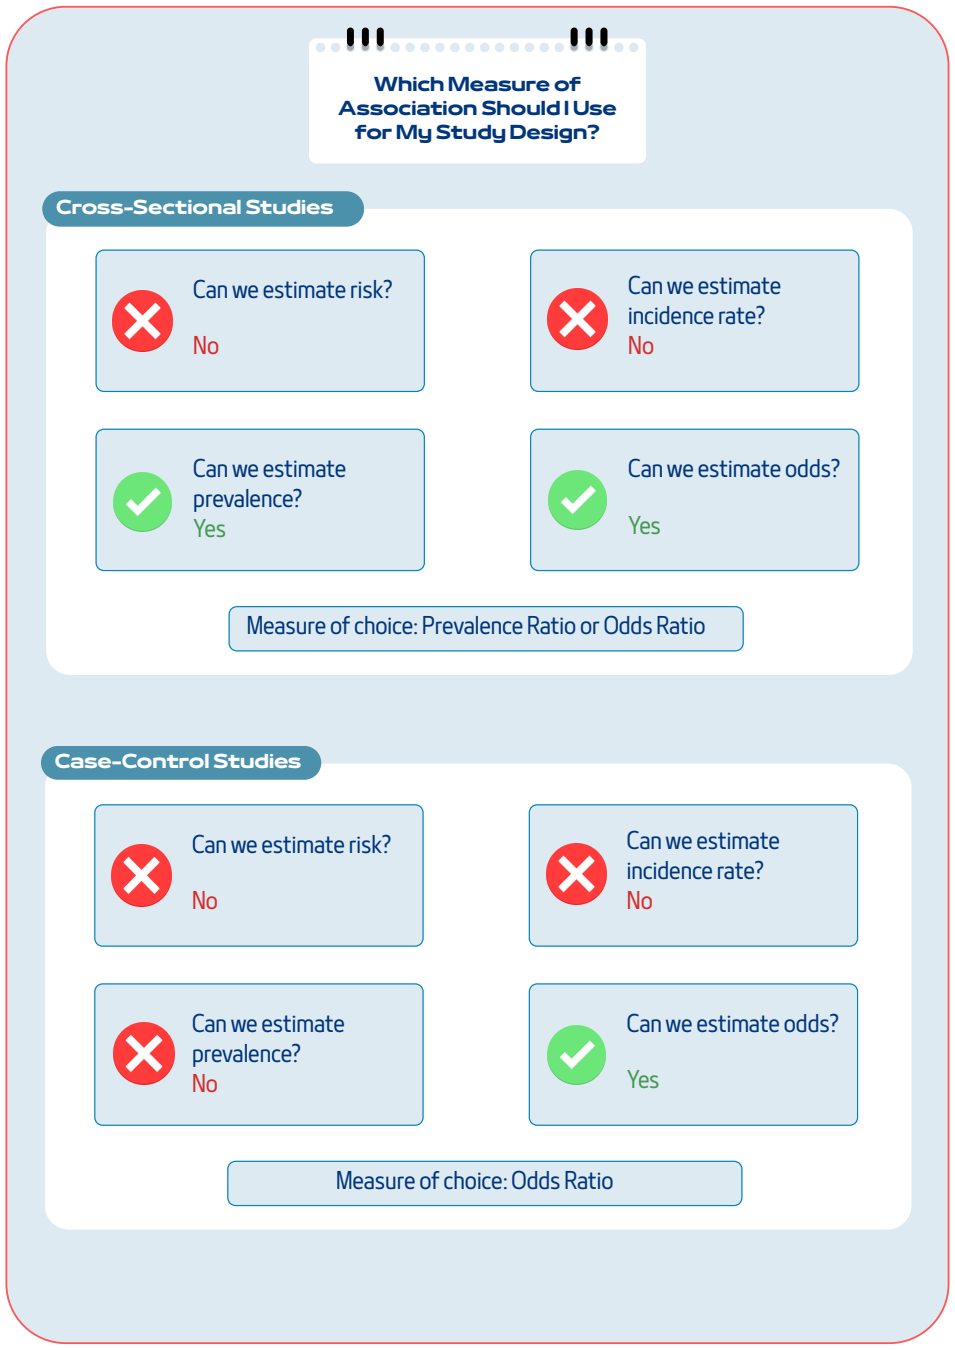 Which Measure of
Association Should I Use
for My Study Design?
Cross-Sectional Studies
Can we estimate risk?
No
Can we estimate
incidence rate?
No
Can we estimate
prevalence?
Yes
Can we estimate odds?
Yes
Measure of choice: Prevalence Ratio or Odds Ratio
Case-Control Studies
Can we estimate risk?
No
Can we estimate
incidence rate?
No
Can we estimate
prevalence?
No
Can we estimate odds?
Yes
Measure of choice: Odds Ratio